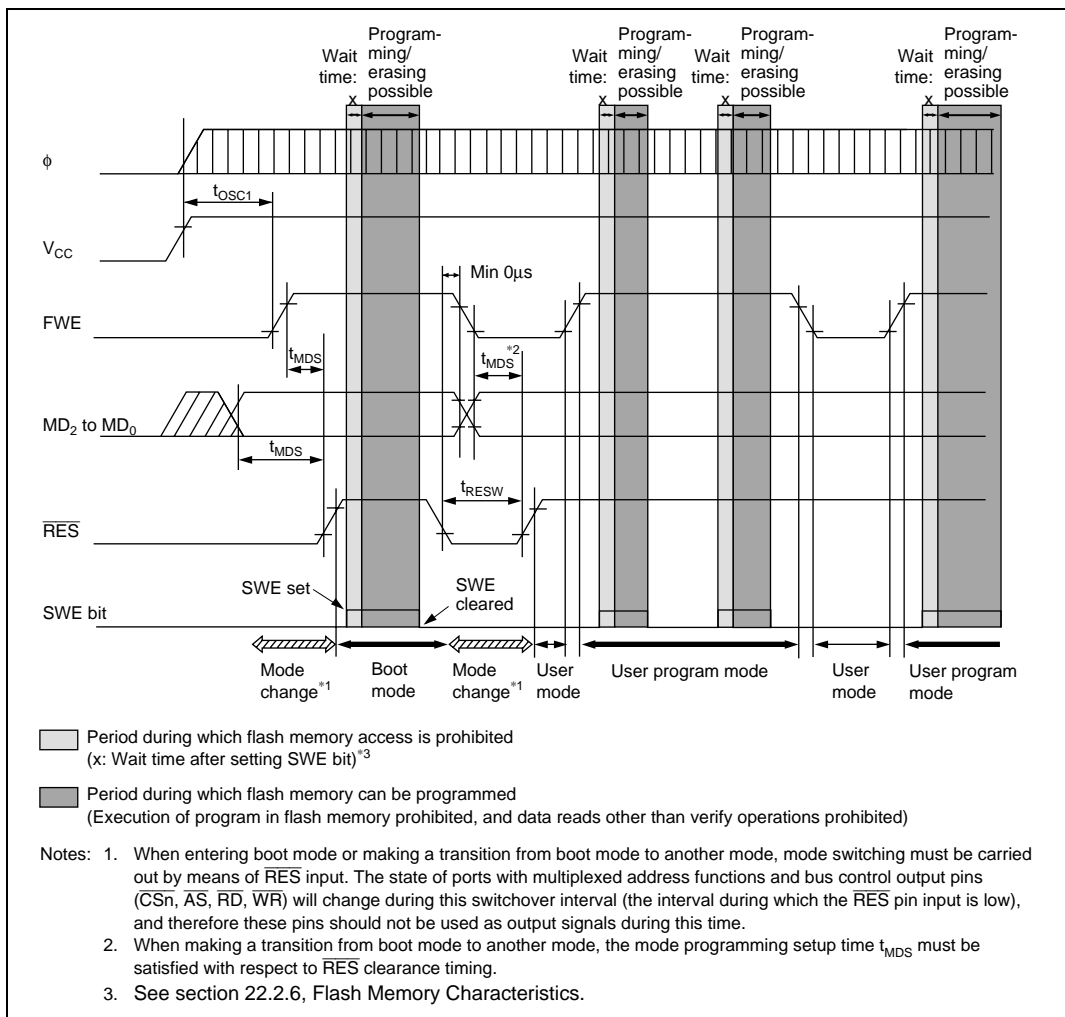 Wait time: x
Program-ming/ erasing possible
Wait time: x
Program-ming/ erasing possible
Wait time: x
Program-ming/ erasing possible
Wait time: x
Program-ming/ erasing possible
φ
tOSC1
VCC
Min 0μs
FWE
tMDS
tMDS*2
MD2 to MD0
tMDS
tRESW
RES
SWE set
SWE cleared
SWE bit
Mode change*1
Boot mode
Mode change*1
User mode
User program mode
User mode
User program mode
Period during which flash memory access is prohibited
(x: Wait time after setting SWE bit)*3
Period during which flash memory can be programmed
(Execution of program in flash memory prohibited, and data reads other than verify operations prohibited)
Notes: 1. When entering boot mode or making a transition from boot mode to another mode, mode switching must be carried
out by means of RES input. The state of ports with multiplexed address functions and bus control output pins
(CSn, AS, RD, WR) will change during this switchover interval (the interval during which the RES pin input is low),
and therefore these pins should not be used as output signals during this time.
2. When making a transition from boot mode to another mode, the mode programming setup time tMDS must be
satisfied with respect to RES clearance timing.
3. See section 22.2.6, Flash Memory Characteristics.